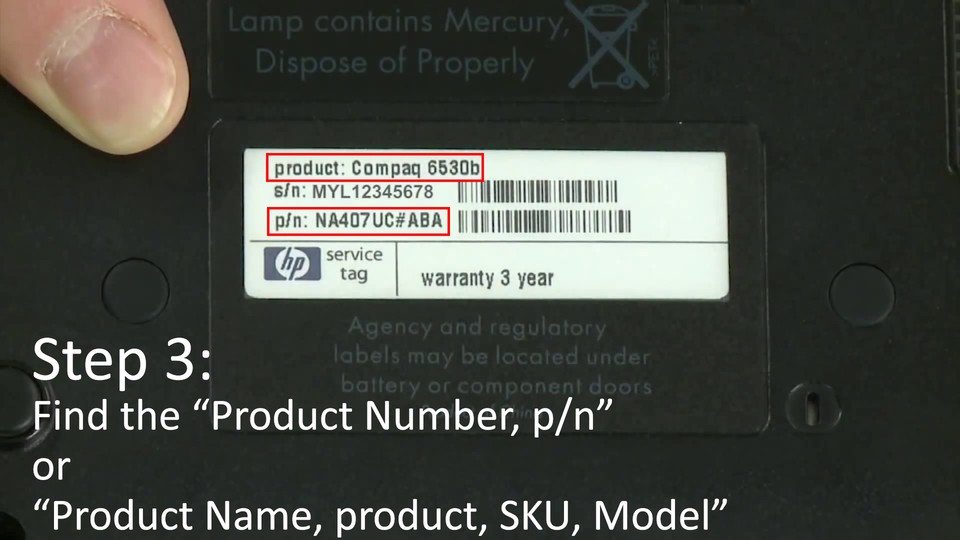 Lamp contains Mercury,
Dispose of Properly
product: Compaq 6530b
s/n: MYL12345678
p/n: NA407UC#ABA
hp service
tag
warranty 3 year
Agency and regulatory
labels may be located under
battery or component doors
Step 3:
Find the “Product Number, p/n”
or
“Product Name, product, SKU, Model”